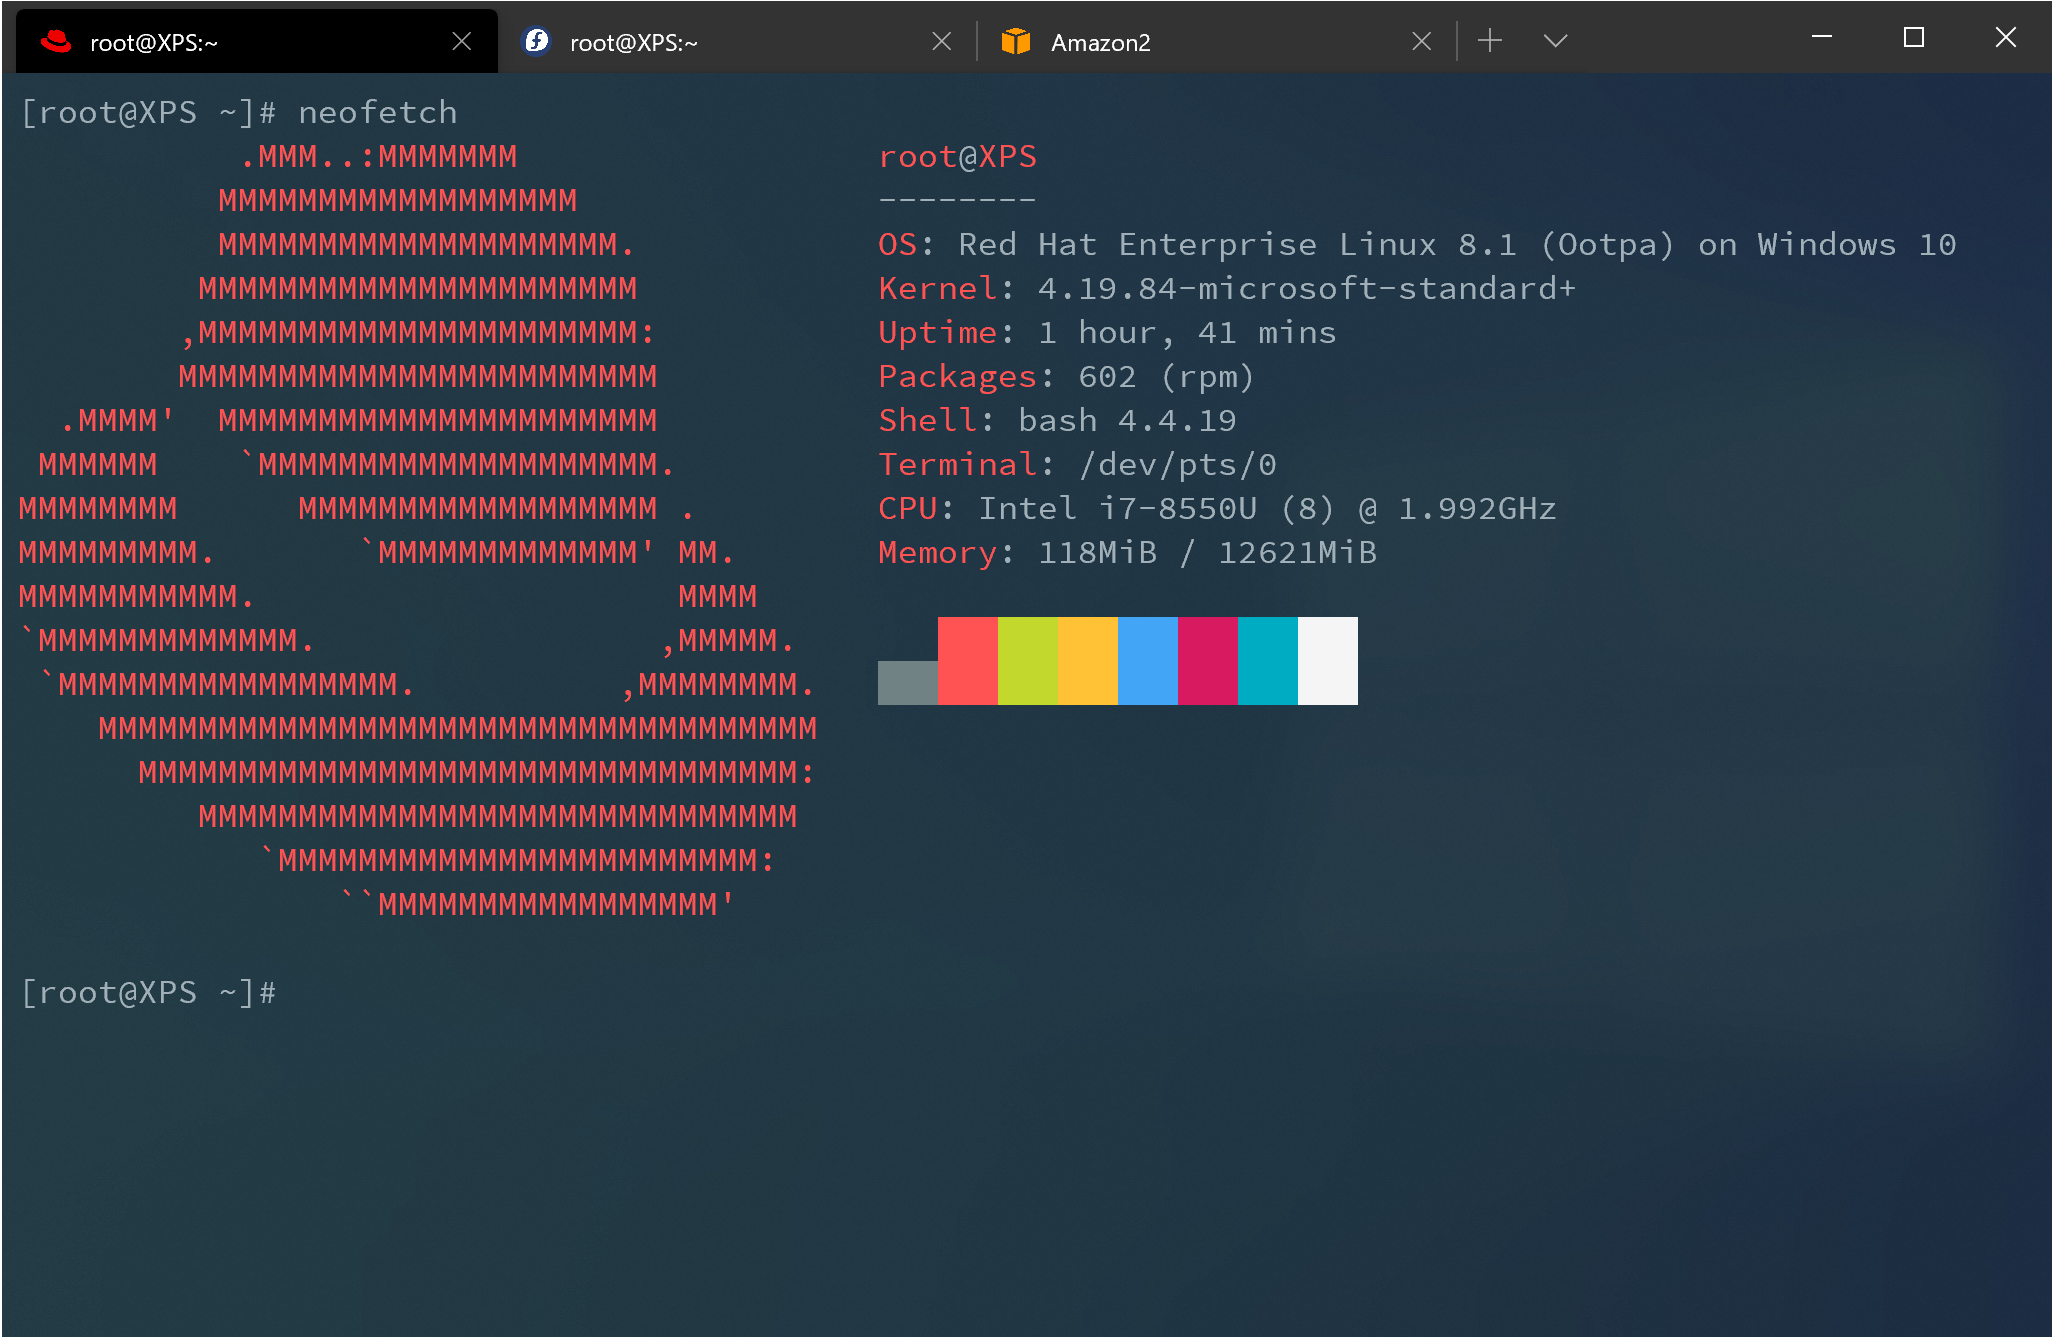 root@XPS:~ root@XPS:~ Amazon2
[root@XPS ~]# neofetch
          .MMM..:MMMMMMM                  root@XPS
          MMMMMMMMMMMMMMMMMM               --------
          MMMMMMMMMMMMMMMMMMMM.            OS: Red Hat Enterprise Linux 8.1 (Ootpa) on Windows 10
         MMMMMMMMMMMMMMMMMMMMMM            Kernel: 4.19.84-microsoft-standard+
        ,MMMMMMMMMMMMMMMMMMMMMM:           Uptime: 1 hour, 41 mins
        MMMMMMMMMMMMMMMMMMMMMMMM           Packages: 602 (rpm)
  .MMMM'  MMMMMMMMMMMMMMMMMMMMMM           Shell: bash 4.4.19
 MMMMMM    `MMMMMMMMMMMMMMMMMMMM.          Terminal: /dev/pts/0
MMMMMMMM      MMMMMMMMMMMMMMMMMM .         CPU: Intel i7-8550U (8) @ 1.992GHz
MMMMMMMMM.       `MMMMMMMMMMMMM' MM.       Memory: 118MiB / 12621MiB
MMMMMMMMMMM.                     MMMM
`MMMMMMMMMMMMM.                 ,MMMMM.
 `MMMMMMMMMMMMMMMMM.          ,MMMMMMMM.
    MMMMMMMMMMMMMMMMMMMMMMMMMMMMMMMMMMMM
      MMMMMMMMMMMMMMMMMMMMMMMMMMMMMMMMM:
         MMMMMMMMMMMMMMMMMMMMMMMMMMMMMM
            `MMMMMMMMMMMMMMMMMMMMMMMM:
                ``MMMMMMMMMMMMMMMMM'
[root@XPS ~]#